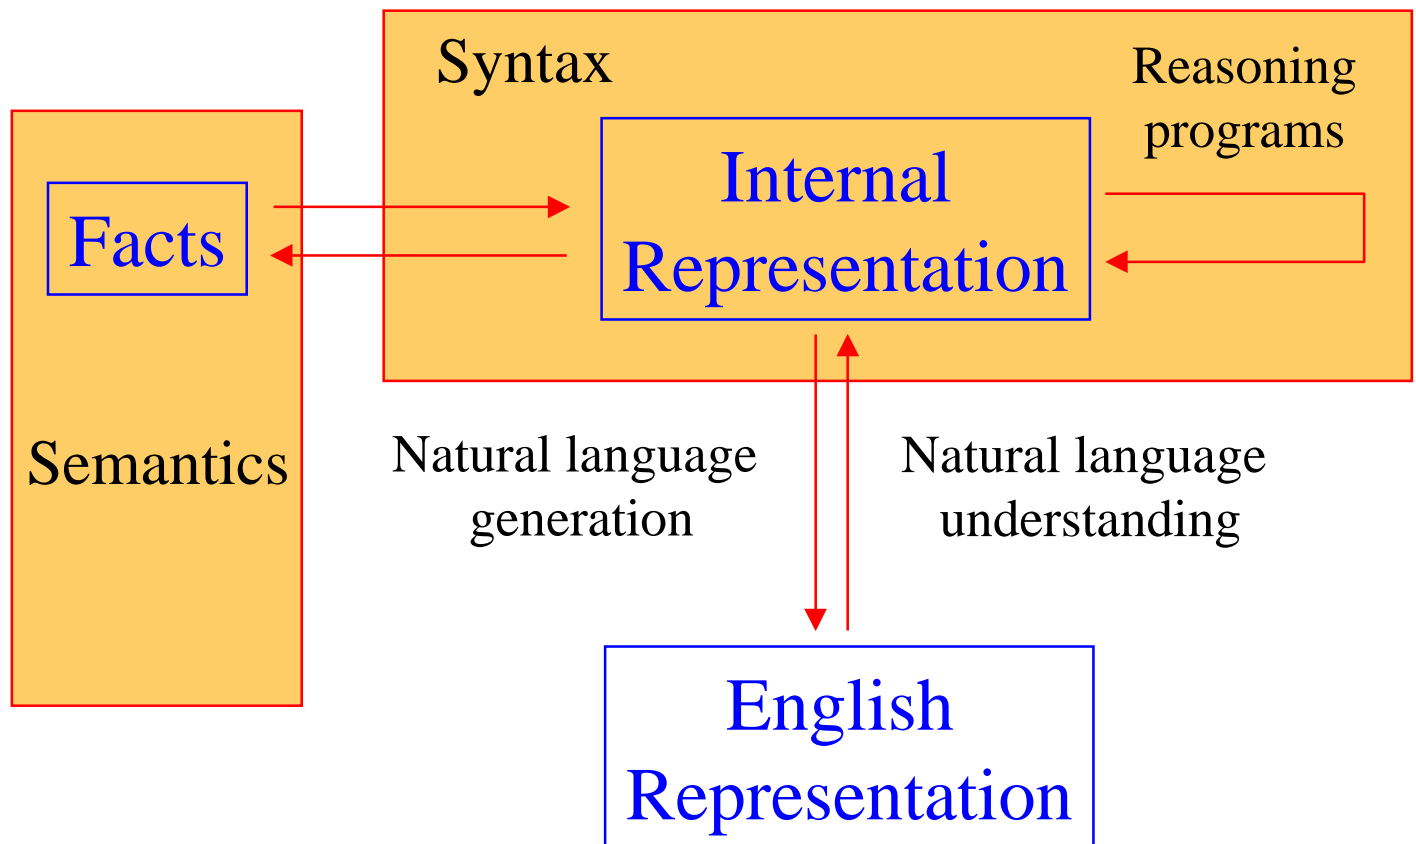 Syntax
Reasoning
programs
Internal
Representation
Facts
Semantics
Natural language
generation
Natural language
understanding
English
Representation